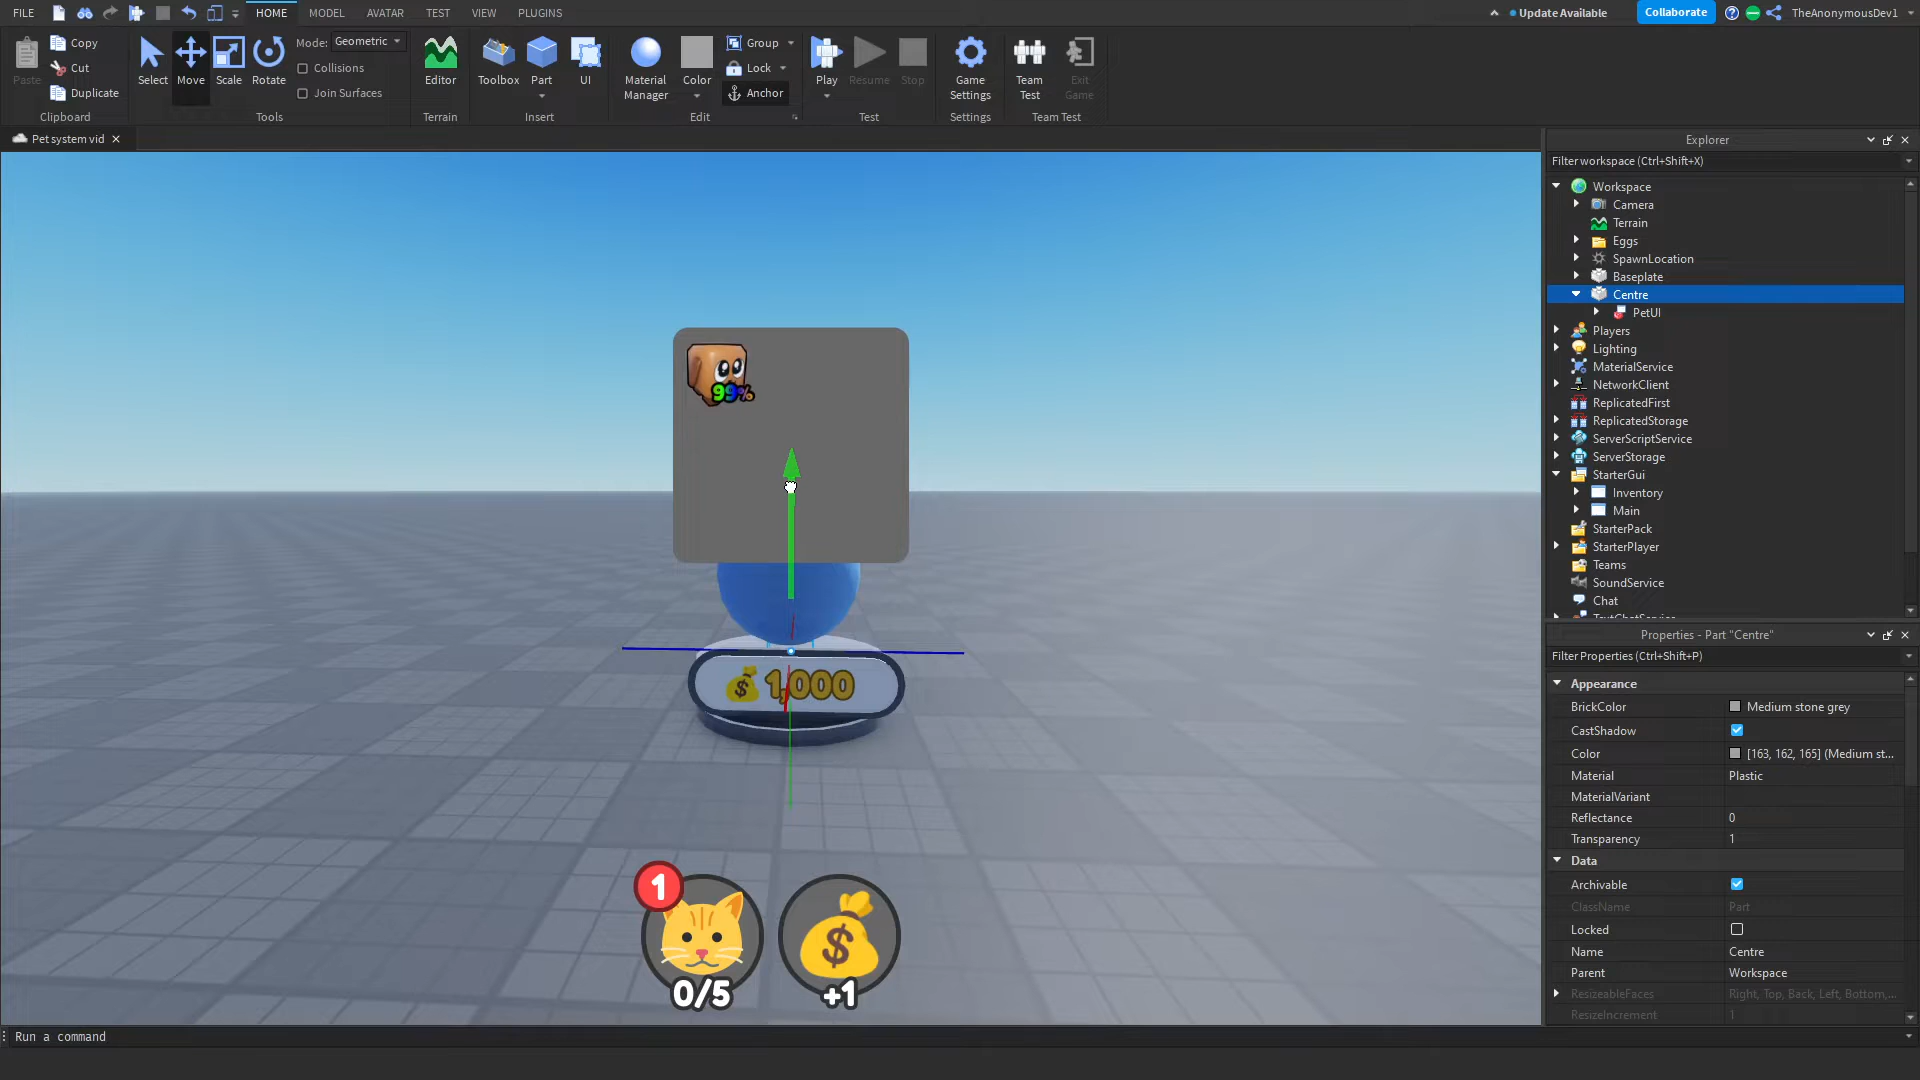 FILE HOME MODEL AVATAR TEST VIEW PLUGINS Update Available Collaborate TheAnonymousDev1
Paste Copy Cut Duplicate Clipboard
Select Move Scale Rotate Mode: Geometric Collisions Join Surfaces Tools
Editor Terrain
Toolbox Part UI Insert
Material Manager Color Group Lock Anchor Edit
Play Resume Stop Test
Game Settings Settings
Team Test Exit Game Team Test
Pet system vid
99%
1,000
1
0/5
+1
Run a command
Explorer
Filter workspace (Ctrl+Shift+X)
Workspace
Camera
Terrain
Eggs
SpawnLocation
Baseplate
Centre
PetUI
Players
Lighting
MaterialService
NetworkClient
ReplicatedFirst
ReplicatedStorage
ServerScriptService
ServerStorage
StarterGui
Inventory
Main
StarterPack
StarterPlayer
Teams
SoundService
Chat
TextChatService
Properties - Part "Centre"
Filter Properties (Ctrl+Shift+P)
Appearance
BrickColor Medium stone grey
CastShadow
Color [163, 162, 165] (Medium st...
Material Plastic
MaterialVariant
Reflectance 0
Transparency 1
Data
Archivable
ClassName Part
Locked
Name Centre
Parent Workspace
ResizeableFaces Right, Top, Back, Left, Bottom,...
ResizeIncrement 1